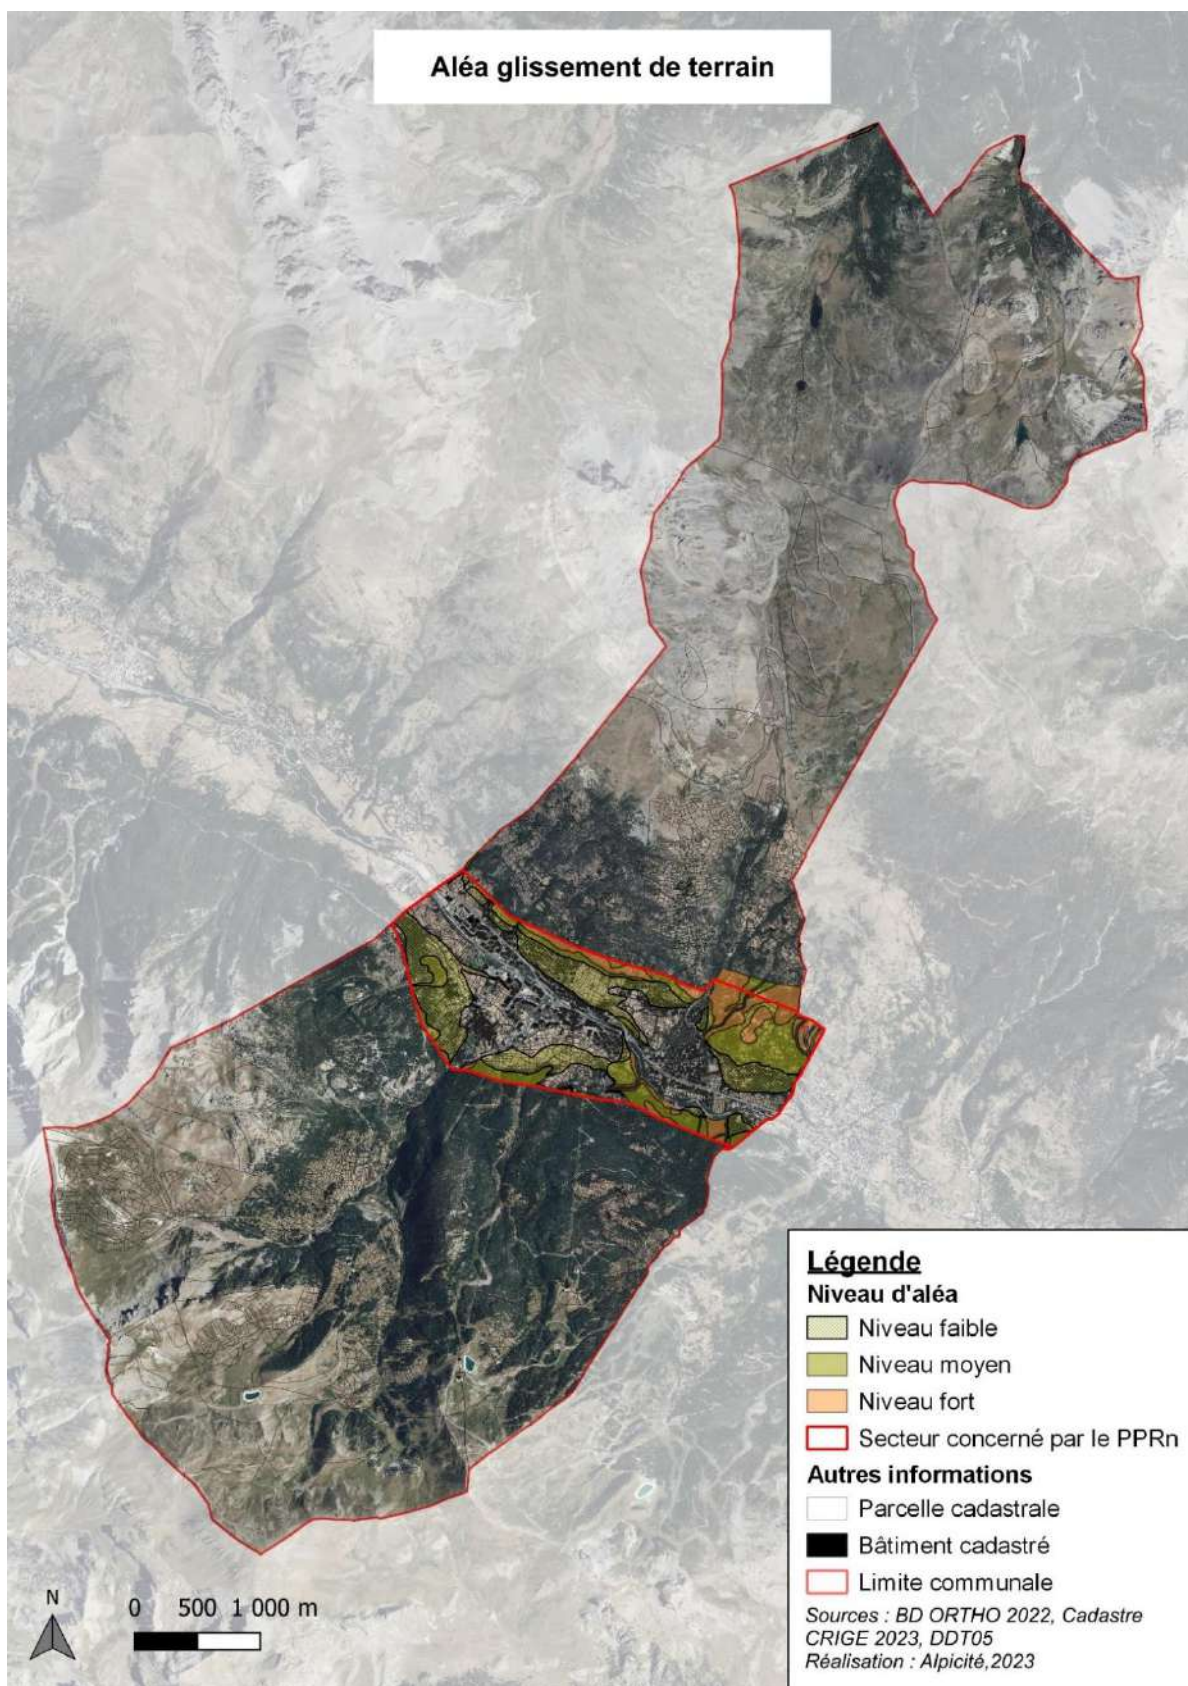 Aléa glissement de terrain
Légende
Niveau d'aléa
Niveau faible
Niveau moyen
Niveau fort
Secteur concerné par le PPRn
Autres informations
Parcelle cadastrale
Bâtiment cadastré
Limite communale
Sources : BD ORTHO 2022, Cadastre
CRIGE 2023, DDT05
Réalisation : Alpicité,2023
N
0 500 1 000 m